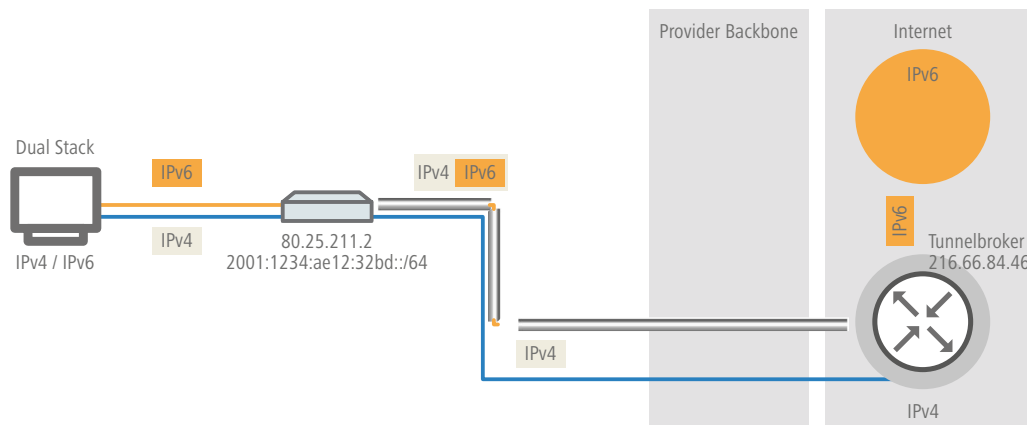 Provider Backbone
Internet
IPv6
Dual Stack
IPv6
IPv4 IPv6
IPv6
IPv4
IPv4 / IPv6
80.25.211.2
2001:1234:ae12:32bd::/64
Tunnelbroker
216.66.84.46
IPv4
IPv4